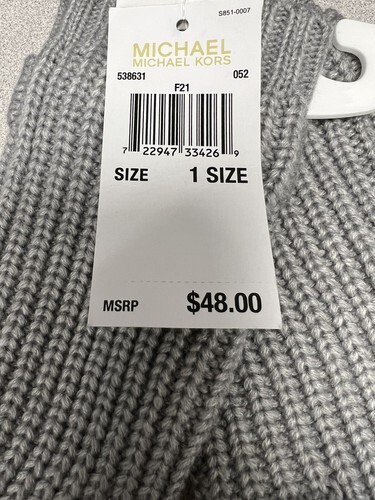 S851-0007
MICHAEL
MICHAEL KORS
538631 052
F21
7 22947 33426 9
SIZE 1 SIZE
MSRP $48.00